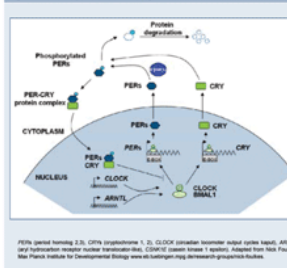 Protein
degradation
Phosphorylated
PERs
PERs
CRY
PER-CRY
protein complex
CYTOPLASM
PERs
CRY
PERs
CRY
PERs
CRY
NUCLEUS
CLOCK
ARNTL
CLOCK
BMAL1
PERs (period homolog 2,3), CRYs (cryptochrome 1, 2), CLOCK (circadian locomoter output cycles kaput),
(aryl hydrocarbon receptor nuclear translocator-like), CSNK1E (casein kinase 1 epsilon). Adapted from Nick
Max Planck Institute for Developmental Biology www.eb.tuebingen.mpg.de/research-groups/nick-foulkes.